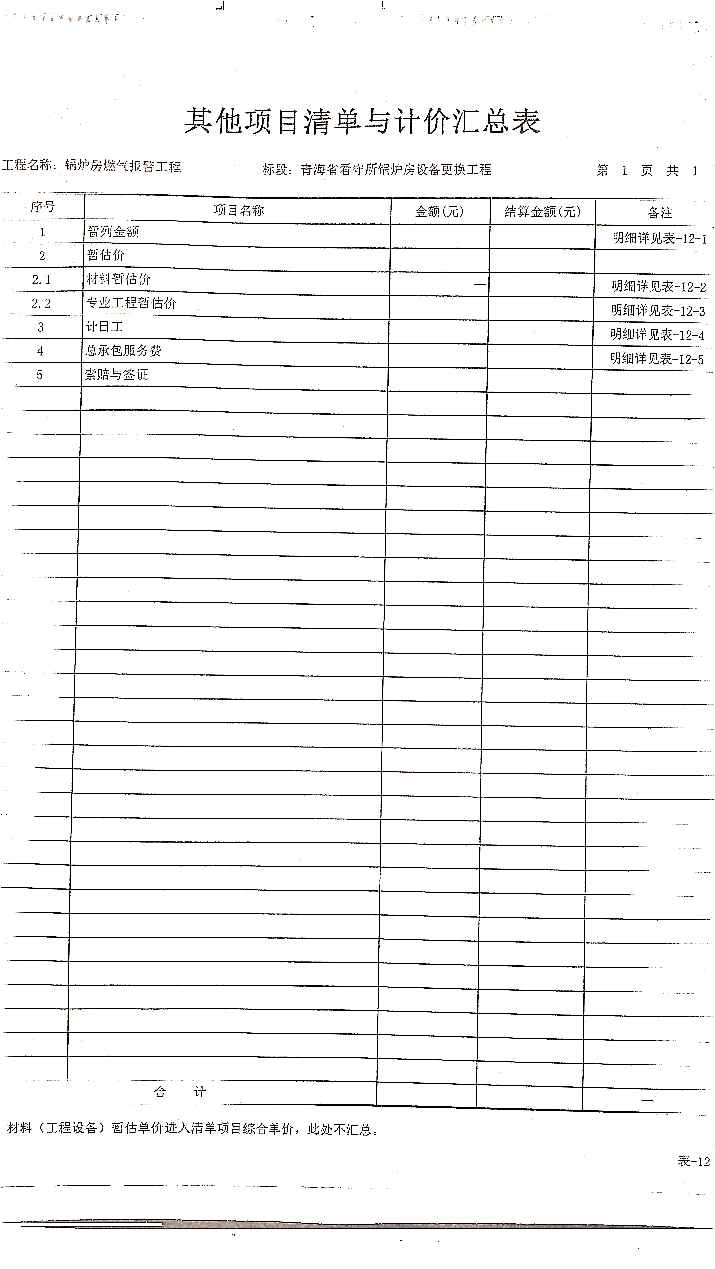 其他项目清单与计价汇总表
工程名称：锅炉房燃气报警工程 标段：青海省看守所锅炉房设备更换工程 第 1 页 共 1
序号 项目名称 金额(元) 结算金额(元) 备注
1 暂列金额 明细详见表-12-1
2 暂估价
2.1 材料暂估价 — 明细详见表-12-2
2.2 专业工程暂估价 明细详见表-12-3
3 计日工 明细详见表-12-4
4 总承包服务费 明细详见表-12-5
5 索赔与签证
合 计 —
材料（工程设备）暂估单价进入清单项目综合单价，此处不汇总。
表-12